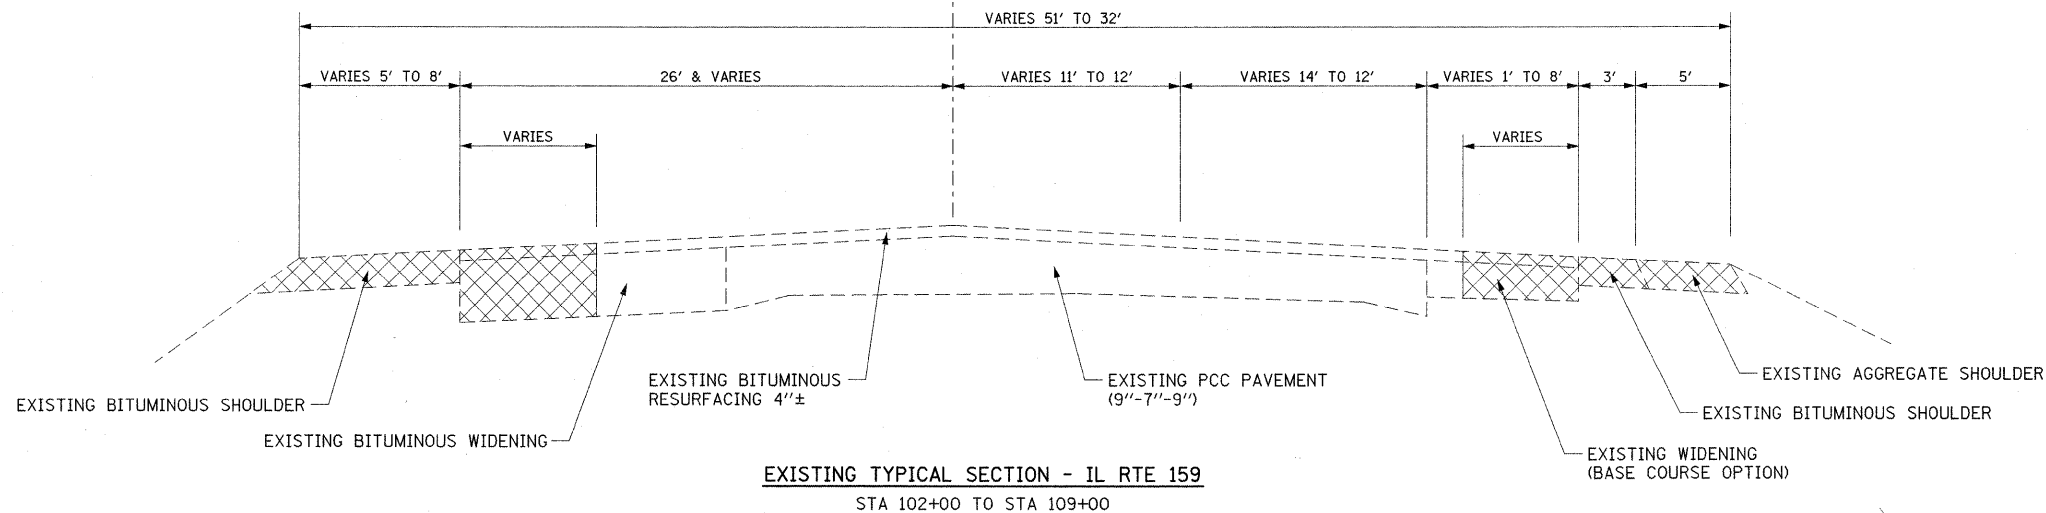 VARIES 51' TO 32'
VARIES 5' TO 8'
26' & VARIES
VARIES 11' TO 12'
VARIES 14' TO 12'
VARIES 1' TO 8'
3'
5'
VARIES
VARIES
EXISTING BITUMINOUS SHOULDER
EXISTING BITUMINOUS WIDENING
EXISTING BITUMINOUS
RESURFACING 4"±
EXISTING PCC PAVEMENT
(9"-7"-9")
EXISTING AGGREGATE SHOULDER
EXISTING BITUMINOUS SHOULDER
EXISTING WIDENING
(BASE COURSE OPTION)
EXISTING TYPICAL SECTION - IL RTE 159
STA 102+00 TO STA 109+00